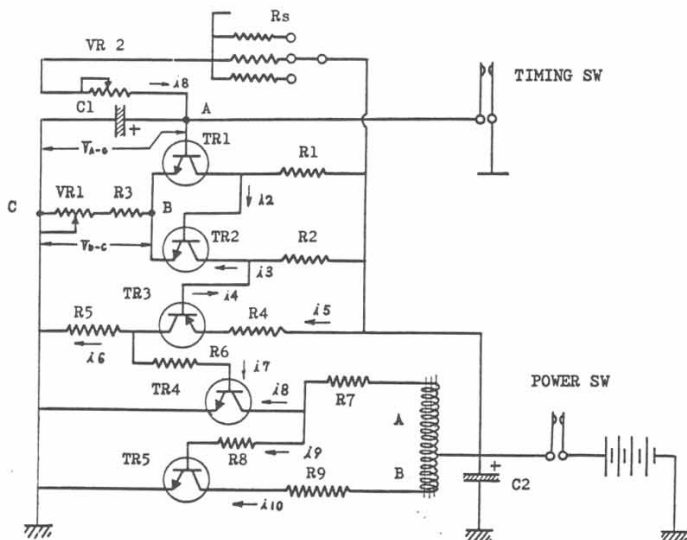 Rs
VR 2
i8
TIMING SW
C1
+
A
VA-C
TR1
R1
i2
C
VR1
R3
B
TR2
R2
VB-C
i3
TR3
i4
i5
R5
R4
i6
R6
i7
TR4
i8
R7
POWER SW
A
R8
i9
TR5
B
R9
+
C2
i10